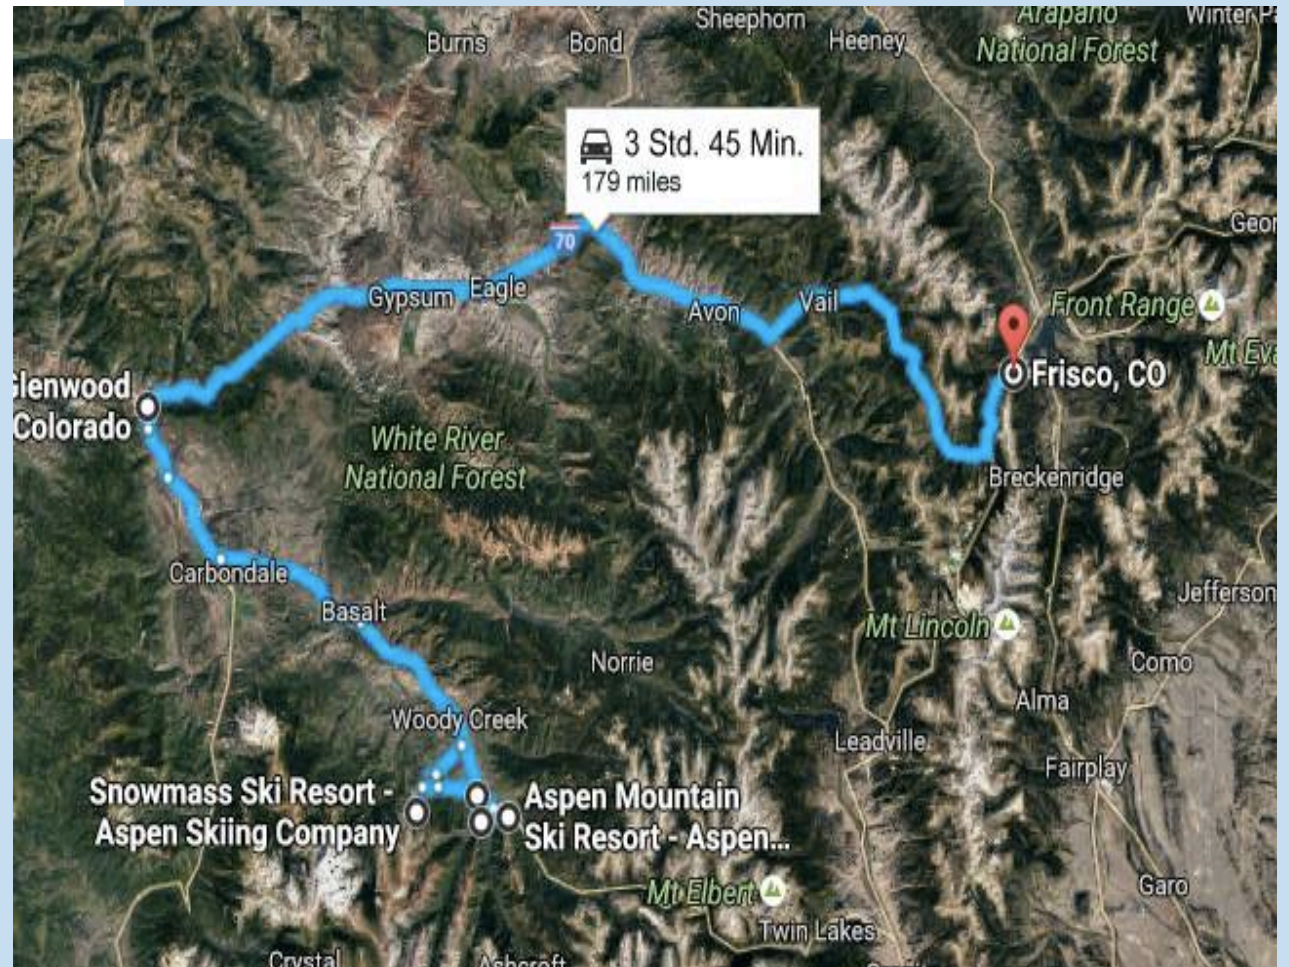 Sheephorn
Arapaho
National Forest
Winter P
Burns
Bond
Heeney
3 Std. 45 Min.
179 miles
Geor
70
Gypsum
Eagle
Avon
Vail
Front Range
Mt Eva
Frisco, CO
Glenwood
Colorado
White River
National Forest
Breckenridge
Carbondale
Basalt
Jefferson
Mt Lincoln
Norrie
Como
Alma
Woody Creek
Leadville
Fairplay
Snowmass Ski Resort -
Aspen Skiing Company
Aspen Mountain
Ski Resort - Aspen...
Mt Elbert
Garo
Twin Lakes
Crystal
Ashcroft